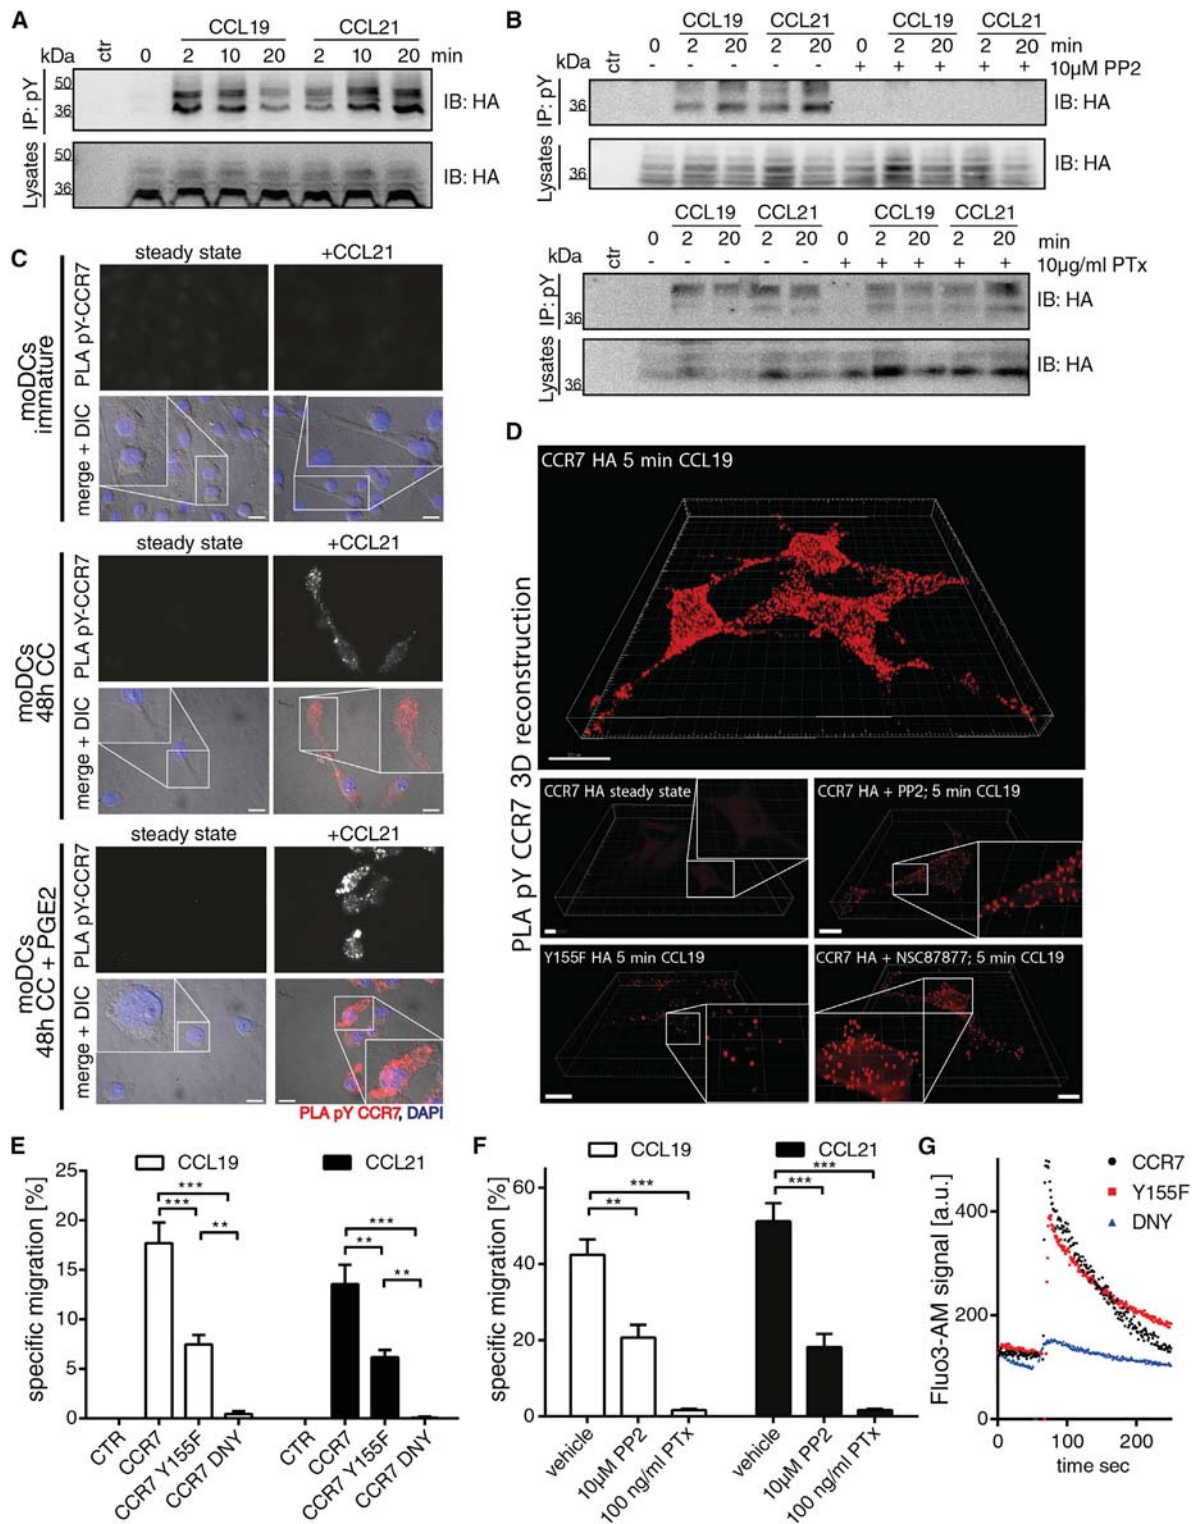 A
CCL19 CCL21
kDa ctr 0 2 10 20 2 10 20 min
IP: pY 50 36 IB: HA
Lysates 50 36 IB: HA
B
CCL19 CCL21 CCL19 CCL21
kDa ctr 0 2 20 2 20 0 2 20 2 20 min
- - - - - + + + + + 10µM PP2
IP: pY 36 IB: HA
Lysates 36 IB: HA
CCL19 CCL21 CCL19 CCL21
kDa ctr 0 2 20 2 20 0 2 20 2 20 min
- - - - - + + + + + 10µg/ml PTx
IP: pY 36 IB: HA
Lysates 36 IB: HA
C
steady state +CCL21
moDCs immature
PLA pY-CCR7
merge + DIC
steady state +CCL21
moDCs 48h CC
PLA pY-CCR7
merge + DIC
steady state +CCL21
moDCs 48h CC + PGE2
PLA pY-CCR7
merge + DIC
PLA pY CCR7, DAPI
D
PLA pY CCR7 3D reconstruction
CCR7 HA 5 min CCL19
CCR7 HA steady state
CCR7 HA + PP2; 5 min CCL19
Y155F HA 5 min CCL19
CCR7 HA + NSC87877; 5 min CCL19
E
CCL19 CCL21
specific migration [%]
25
20
15
10
5
0
*** *** **
*** ** **
CTR CCR7 CCR7 Y155F CCR7 DNY CTR CCR7 CCR7 Y155F CCR7 DNY
F
CCL19 CCL21
specific migration [%]
60
40
20
0
*** **
*** ***
vehicle 10µM PP2 100 ng/ml PTx vehicle 10µM PP2 100 ng/ml PTx
G
CCR7
Y155F
DNY
Fluo3-AM signal [a.u.]
400
200
0
0 100 200
time sec